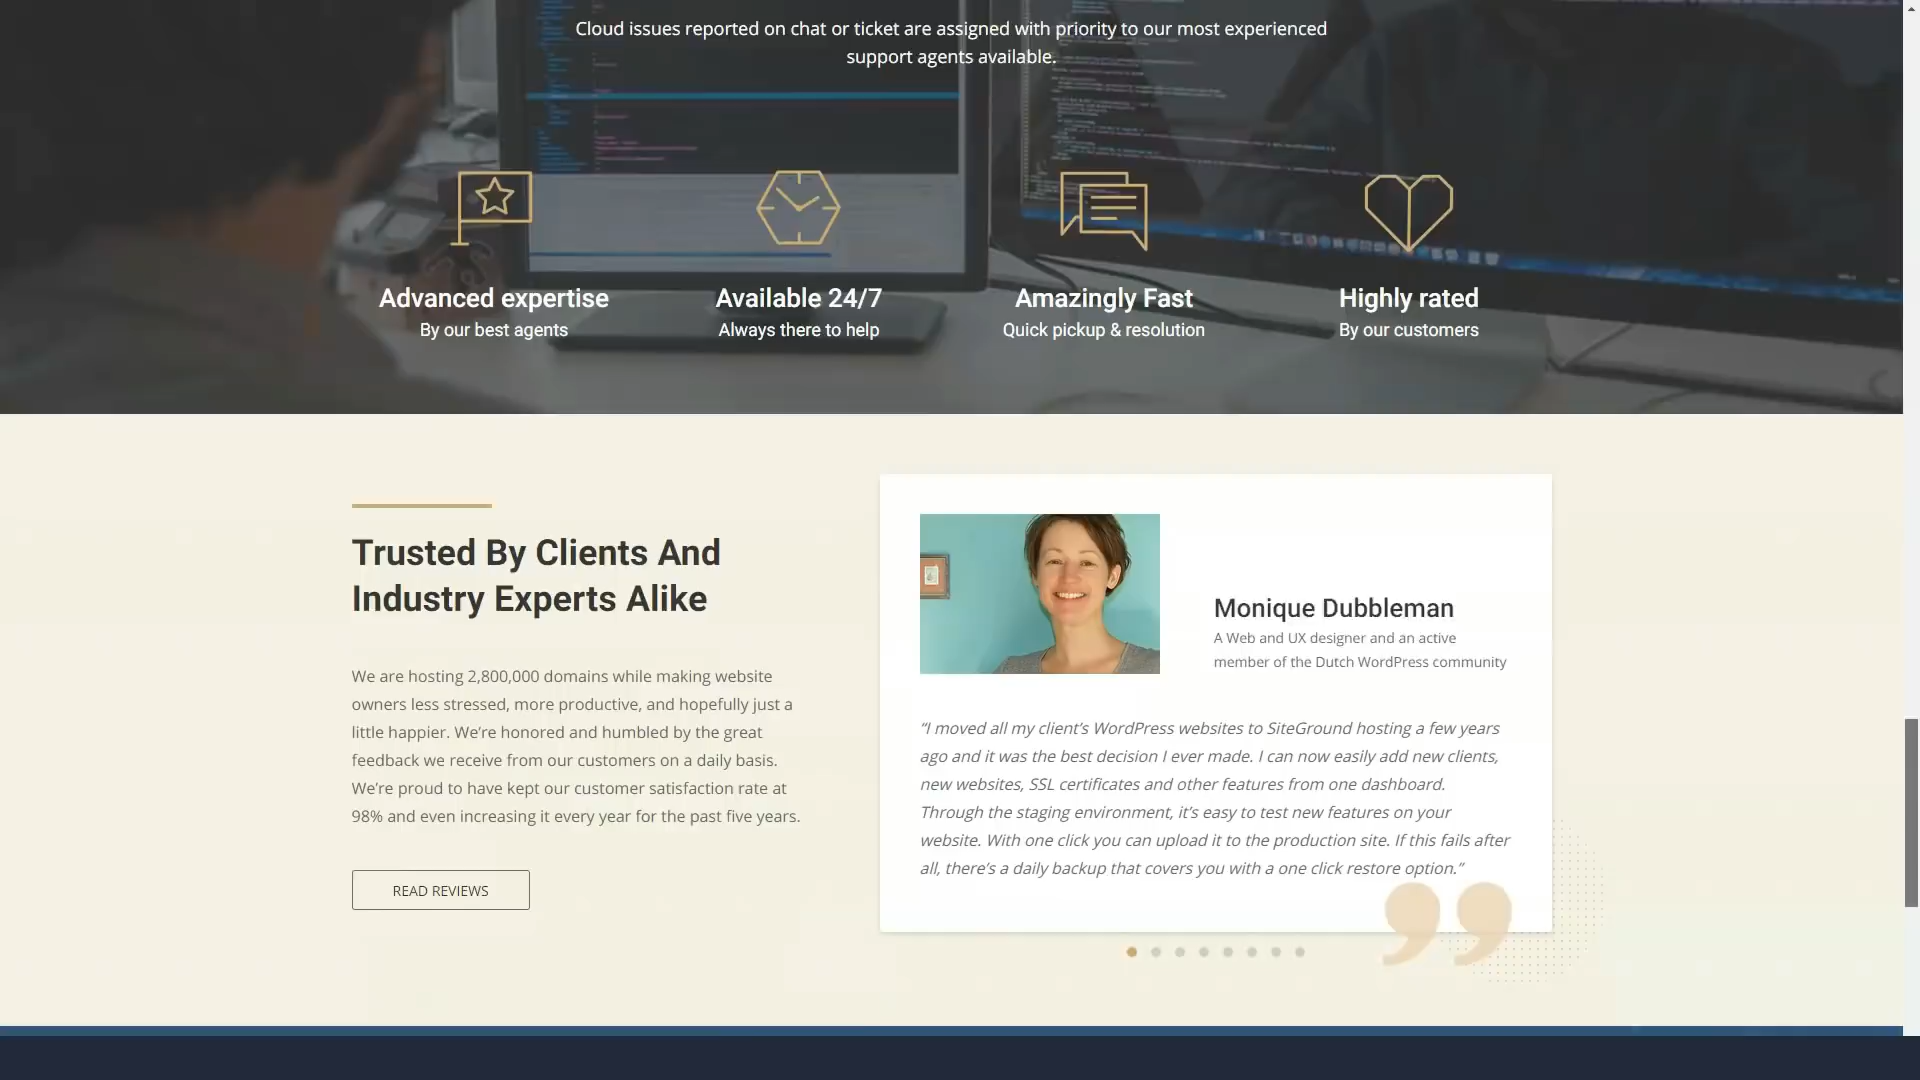 Cloud issues reported on chat or ticket are assigned with priority to our most experienced
support agents available.
Advanced expertise
By our best agents
Available 24/7
Always there to help
Amazingly Fast
Quick pickup & resolution
Highly rated
By our customers
Trusted By Clients And
Industry Experts Alike
We are hosting 2,800,000 domains while making website
owners less stressed, more productive, and hopefully just a
little happier. We’re honored and humbled by the great
feedback we receive from our customers on a daily basis.
We’re proud to have kept our customer satisfaction rate at
98% and even increasing it every year for the past five years.
READ REVIEWS
Monique Dubbleman
A Web and UX designer and an active
member of the Dutch WordPress community
“I moved all my client’s WordPress websites to SiteGround hosting a few years
ago and it was the best decision I ever made. I can now easily add new clients,
new websites, SSL certificates and other features from one dashboard.
Through the staging environment, it’s easy to test new features on your
website. With one click you can upload it to the production site. If this fails after
all, there’s a daily backup that covers you with a one click restore option.”